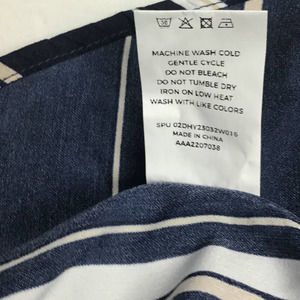 MACHINE WASH COLD
GENTLE CYCLE
DO NOT BLEACH
DO NOT TUMBLE DRY
IRON ON LOW HEAT
WASH WITH LIKE COLORS
SPU 02DHY23032W016
MADE IN CHINA
AAA2207038